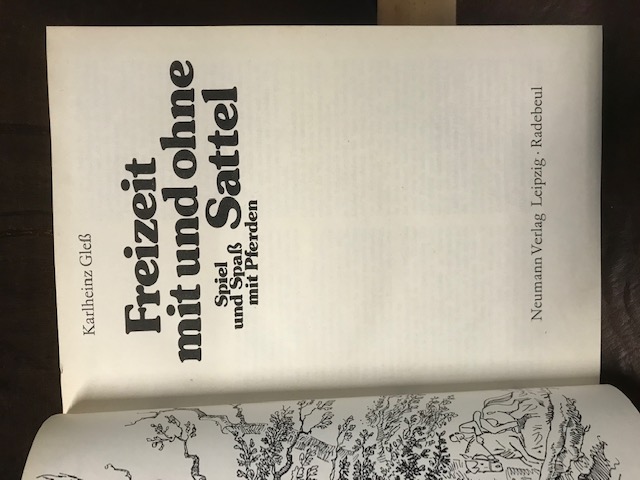 Karlheinz Gleß
Freizeit
mit und ohne
Sattel
Spiel
und Spaß
mit Pferden
Neumann Verlag Leipzig · Radebeul